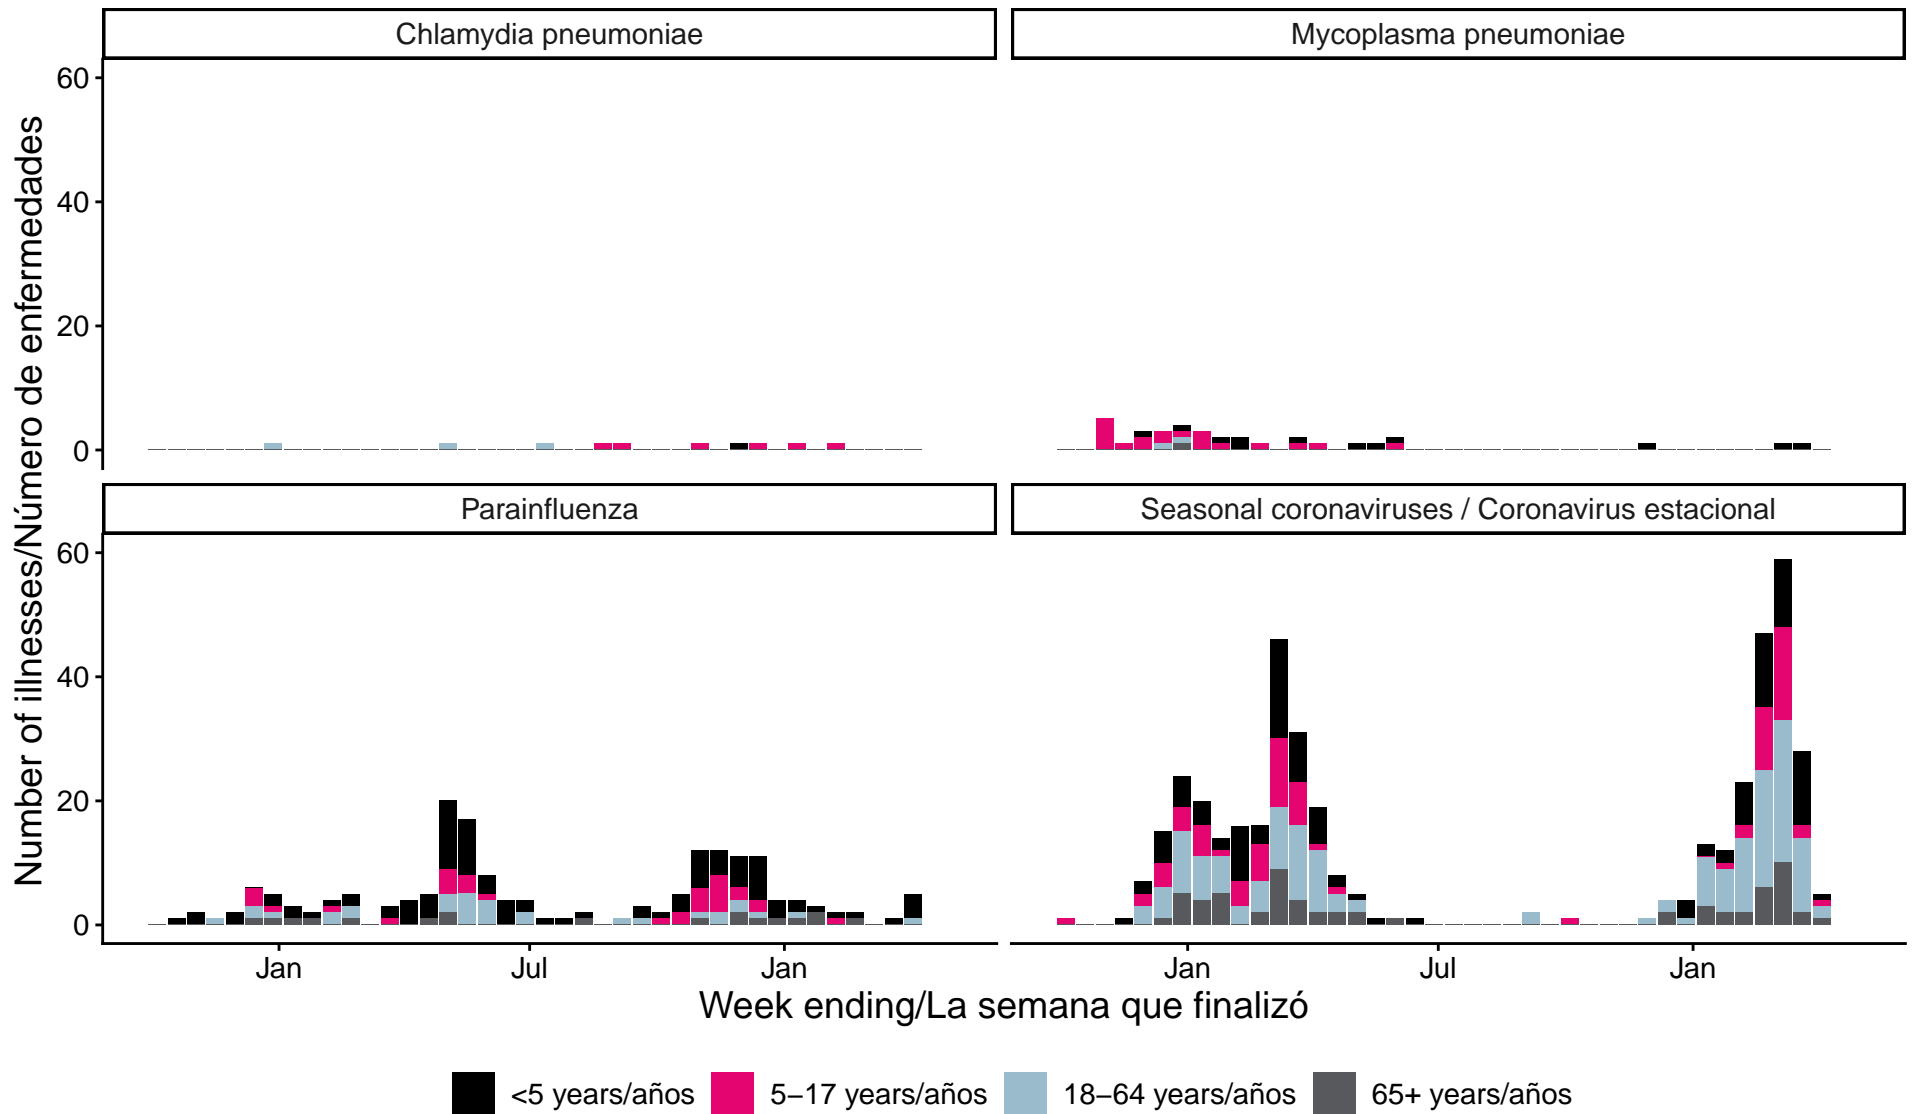 Chlamydia pneumoniae
Mycoplasma pneumoniae
60
40
20
0
Parainfluenza
Seasonal coronaviruses / Coronavirus estacional
60
40
20
0
Number of illnesses/Número de enfermedades
Jan
Jul
Jan
Jan
Jul
Jan
Week ending/La semana que finalizó
<5 years/años
5–17 years/años
18–64 years/años
65+ years/años